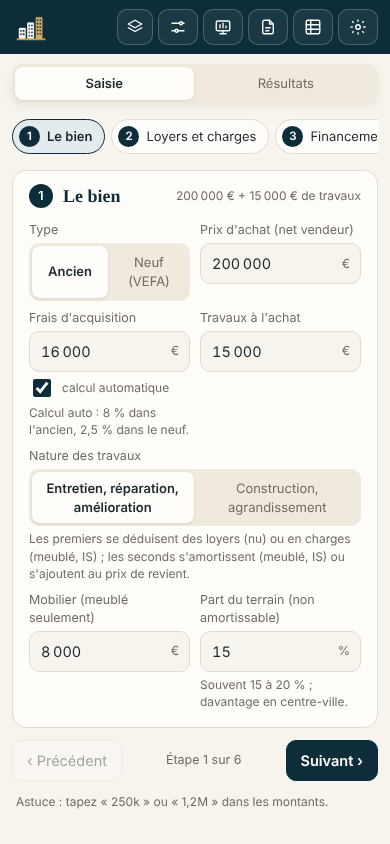 Saisie
Résultats
1 Le bien
2 Loyers et charges
3 Financeme
1 Le bien
200 000 € + 15 000 € de travaux
Type
Prix d'achat (net vendeur)
Ancien
Neuf
(VEFA)
200 000 €
Frais d'acquisition
Travaux à l'achat
16 000 €
15 000 €
calcul automatique
Calcul auto : 8 % dans
l'ancien, 2,5 % dans le neuf.
Nature des travaux
Entretien, réparation,
amélioration
Construction,
agrandissement
Les premiers se déduisent des loyers (nu) ou en charges
(meublé, IS) ; les seconds s'amortissent (meublé, IS) ou
s'ajoutent au prix de revient.
Mobilier (meublé
seulement)
Part du terrain (non
amortissable)
8 000 €
15 %
Souvent 15 à 20 % ;
davantage en centre-ville.
‹ Précédent
Étape 1 sur 6
Suivant ›
Astuce : tapez « 250k » ou « 1,2M » dans les montants.